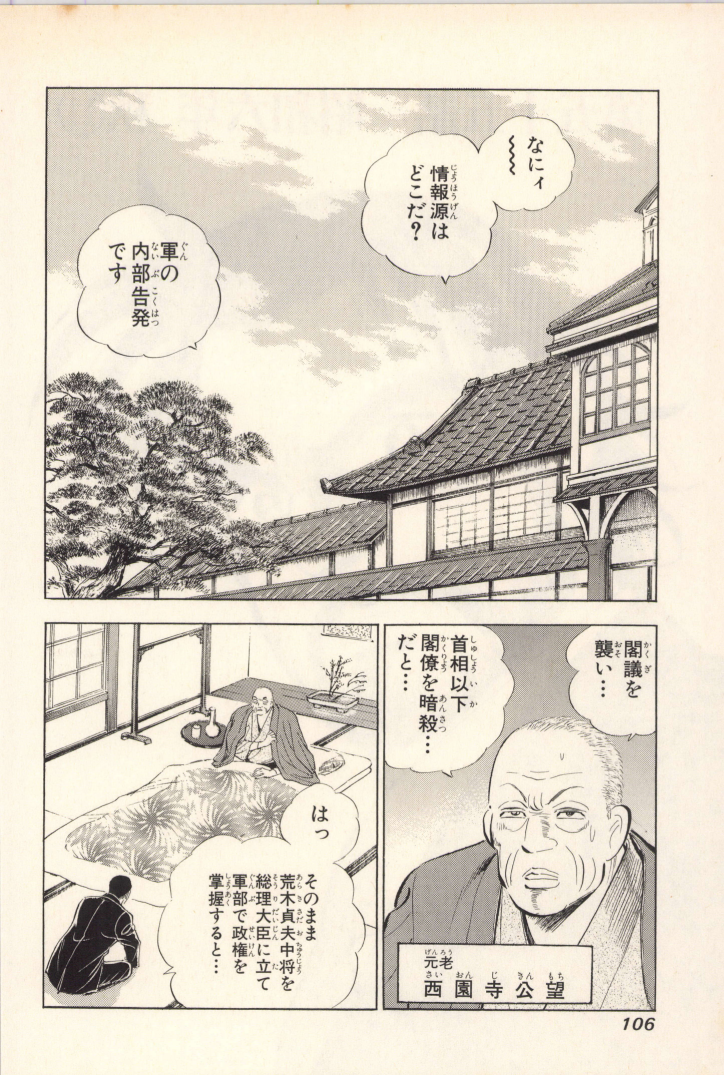 なにィ
情報源は
どこだ?
軍の
内部告発
です
閣議を
襲い…
首相以下
閣僚を暗殺…
だと…
元老
西園寺公望
はっ
そのまま
荒木貞夫中将を
総理大臣に立て
軍部で政権を
掌握すると…
106